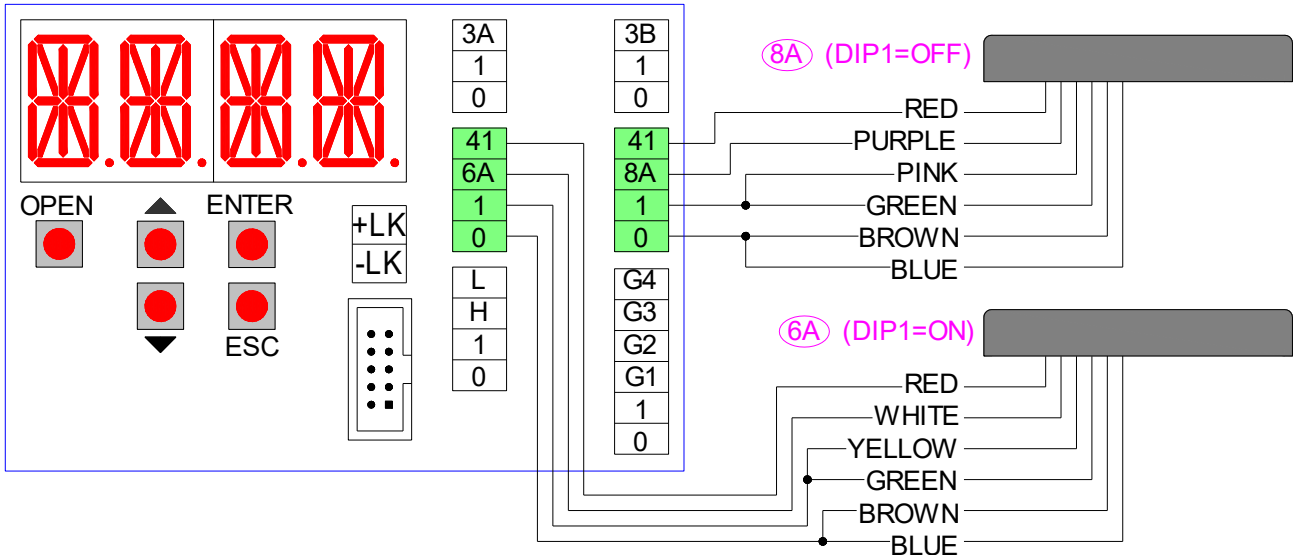 OPEN
ENTER
ESC
+LK
-LK
3A
1
0
41
6A
1
0
L
H
1
0
3B
1
0
41
8A
1
0
G4
G3
G2
G1
1
0
8A (DIP1=OFF)
RED
PURPLE
PINK
GREEN
BROWN
BLUE
6A (DIP1=ON)
RED
WHITE
YELLOW
GREEN
BROWN
BLUE